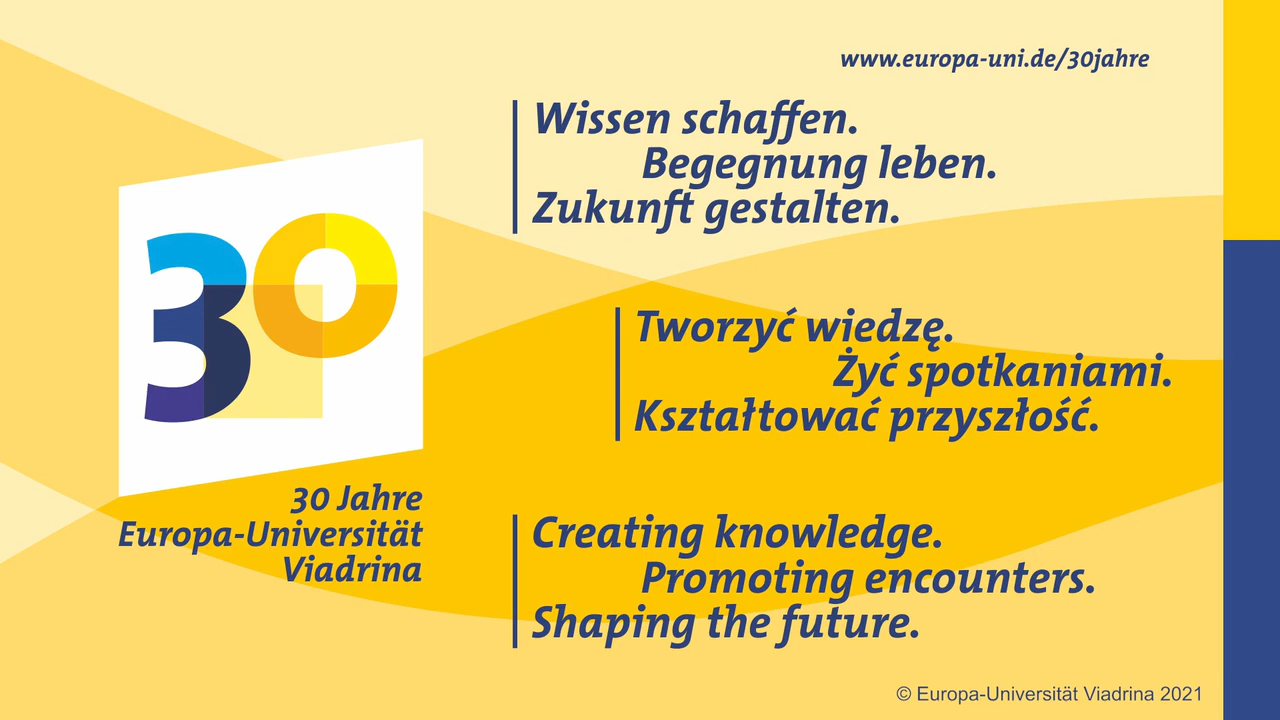 www.europa-uni.de/30jahre
Wissen schaffen.
Begegnung leben.
Zukunft gestalten.
30
Tworzyć wiedzę.
Żyć spotkaniami.
Kształtować przyszłość.
30 Jahre
Europa-Universität
Viadrina
Creating knowledge.
Promoting encounters.
Shaping the future.
© Europa-Universität Viadrina 2021